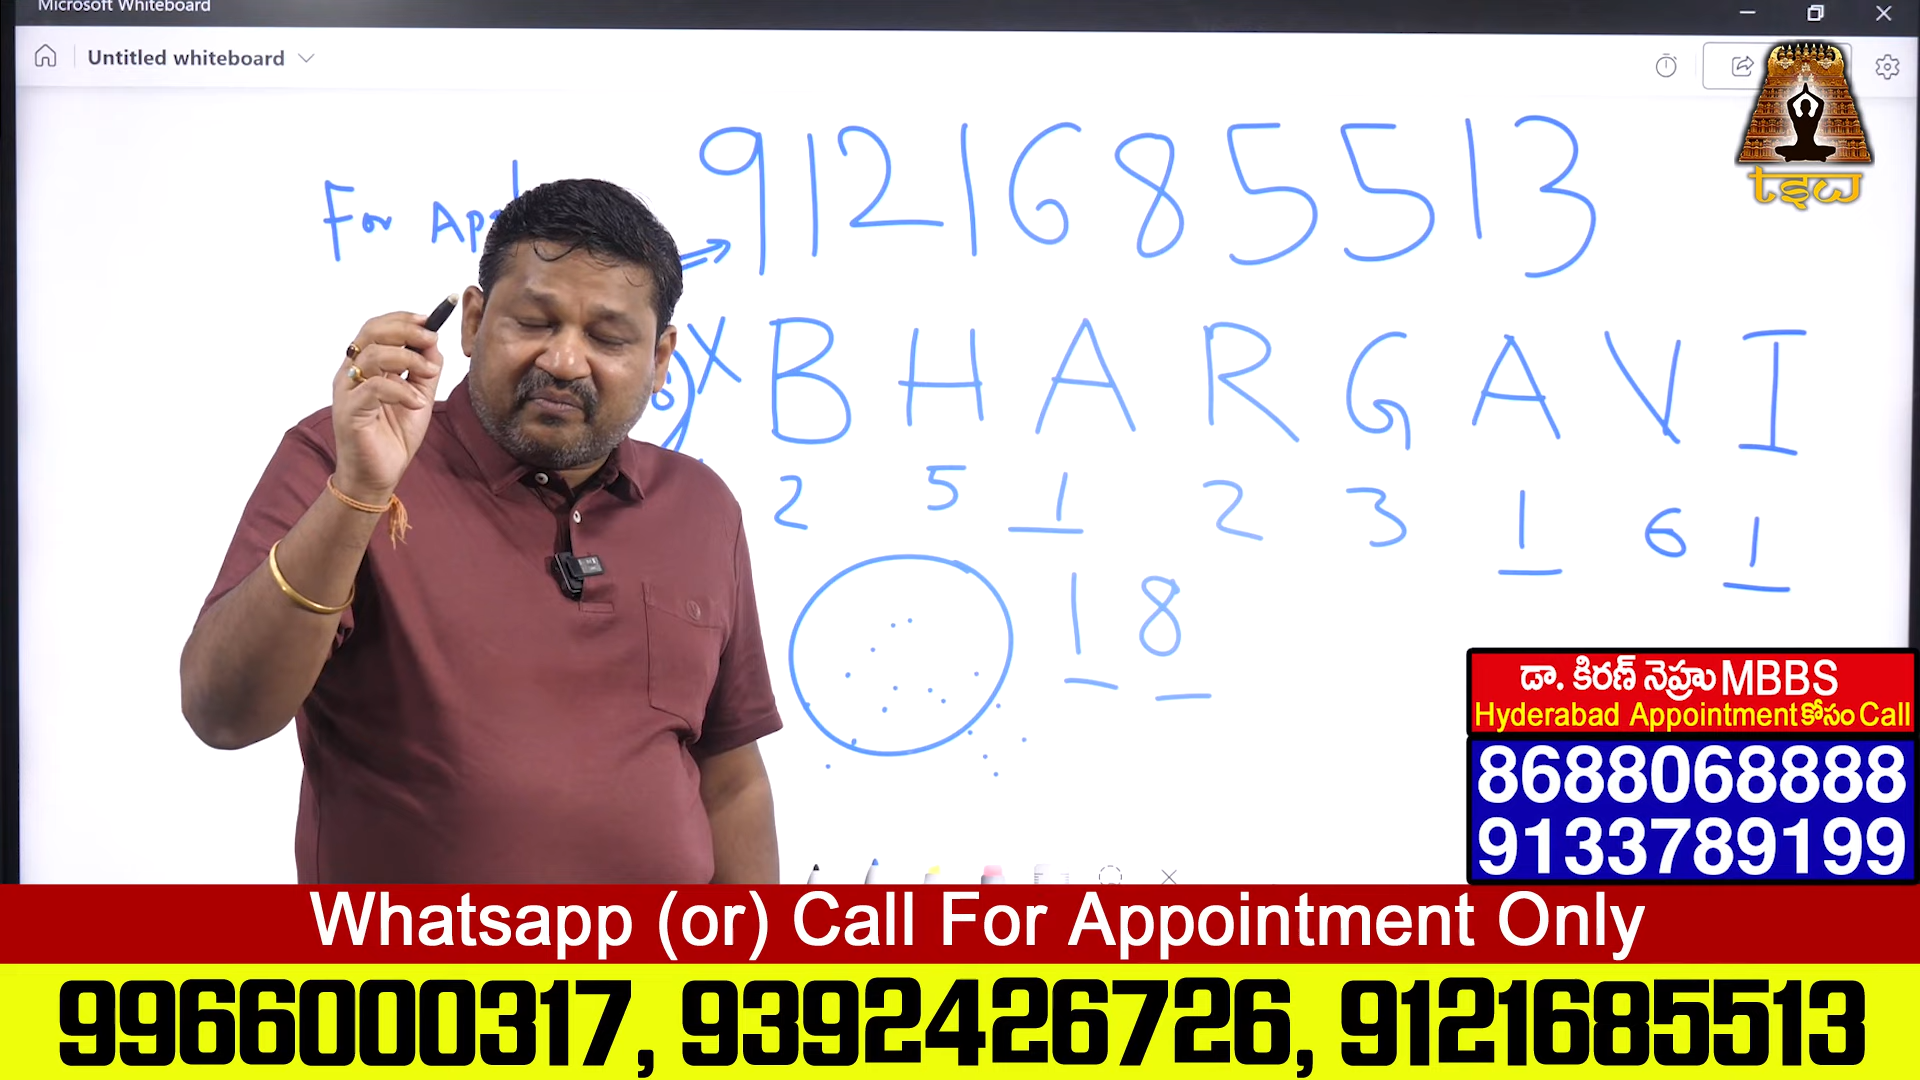 Microsoft Whiteboard
Untitled whiteboard
tsw
For
9121685513
X BHARGAVI
2 5 1 2 3 1 6 1
18
డా. కిరణ్ నెహ్రు MBBS
Hyderabad Appointment కోసం Call
8688068888
9133789199
Whatsapp (or) Call For Appointment Only
9966000317, 9392426726, 9121685513